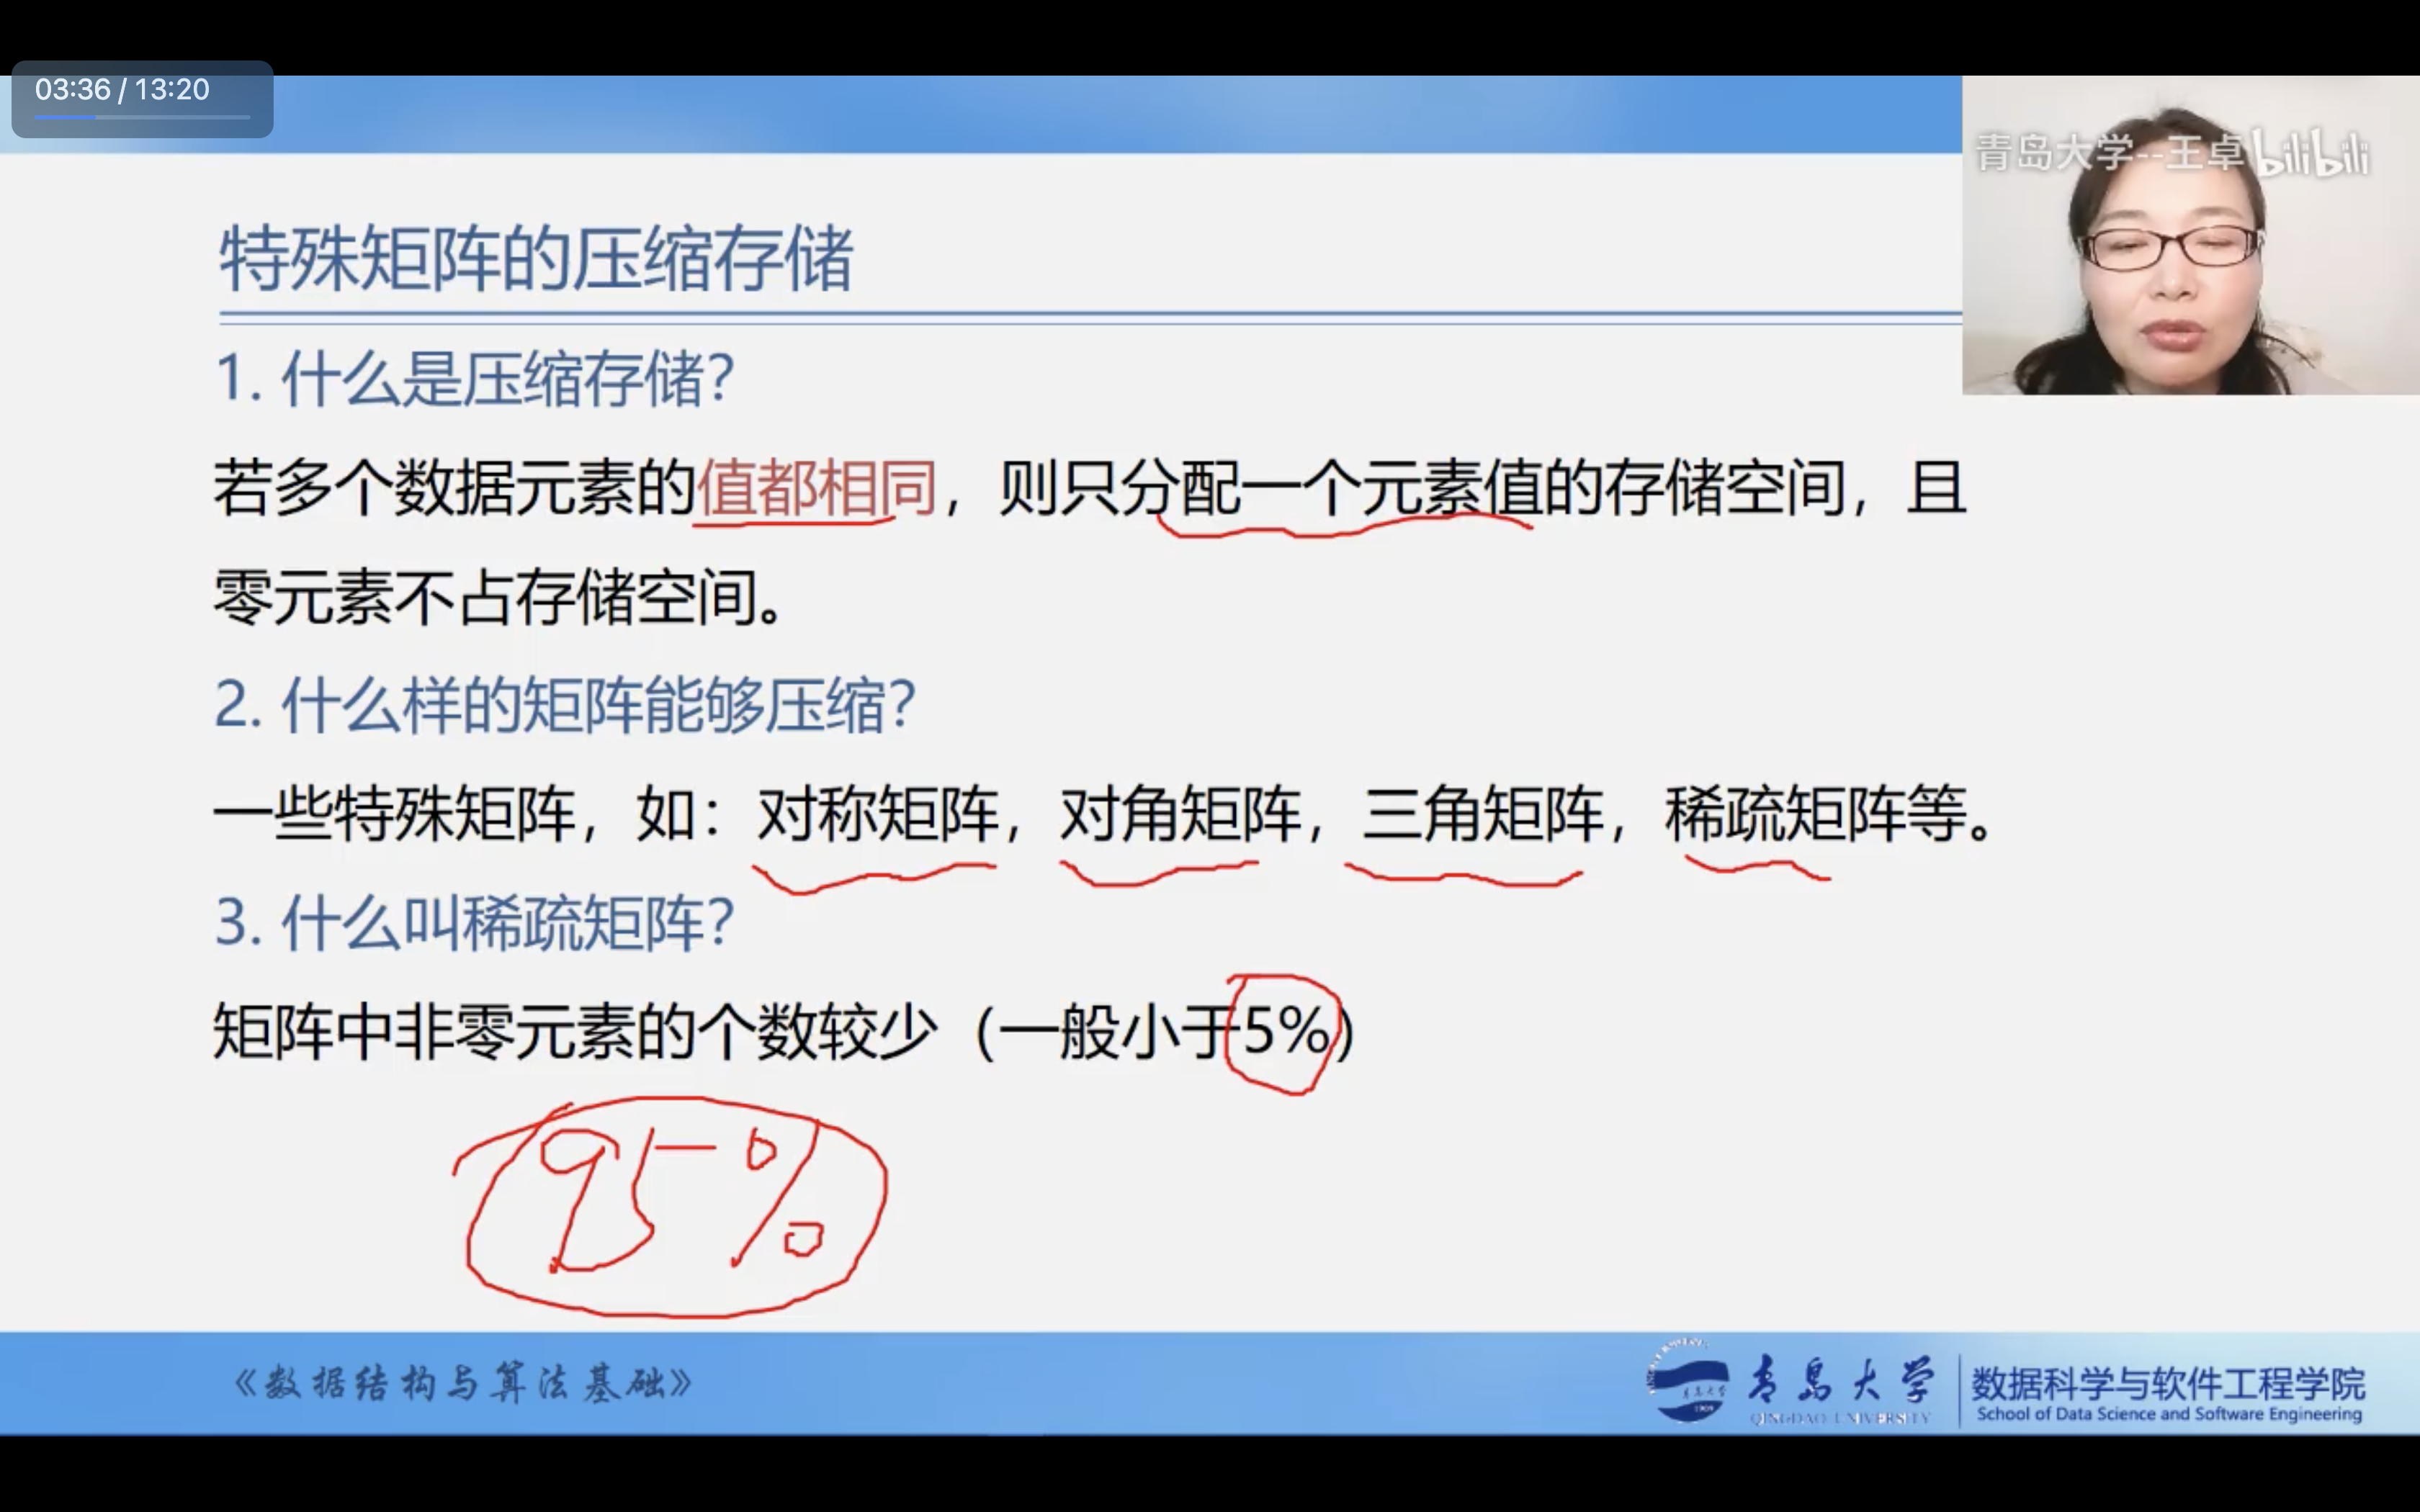 03:36 / 13:20
青岛大学--王卓 bilibili
特殊矩阵的压缩存储
1. 什么是压缩存储？
若多个数据元素的值都相同，则只分配一个元素值的存储空间，且
零元素不占存储空间。
2. 什么样的矩阵能够压缩？
一些特殊矩阵，如：对称矩阵，对角矩阵，三角矩阵，稀疏矩阵等。
3. 什么叫稀疏矩阵？
矩阵中非零元素的个数较少（一般小于5%）
95%
《数据结构与算法基础》
青岛大学
QINGDAO UNIVERSITY
数据科学与软件工程学院
School of Data Science and Software Engineering